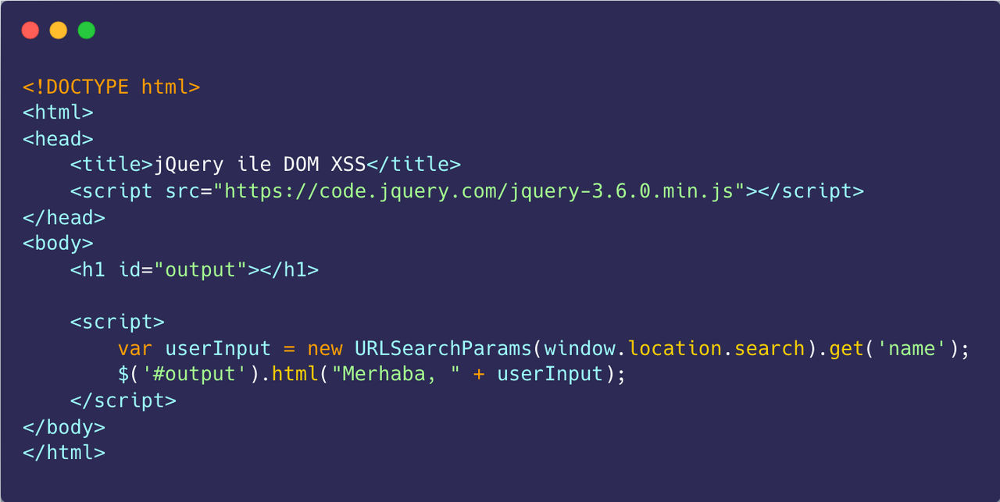 <!DOCTYPE html>
<html>
<head>
    <title>jQuery ile DOM XSS</title>
    <script src="https://code.jquery.com/jquery-3.6.0.min.js"></script>
</head>
<body>
    <h1 id="output"></h1>

    <script>
        var userInput = new URLSearchParams(window.location.search).get('name');
        $('#output').html("Merhaba, " + userInput);
    </script>
</body>
</html>